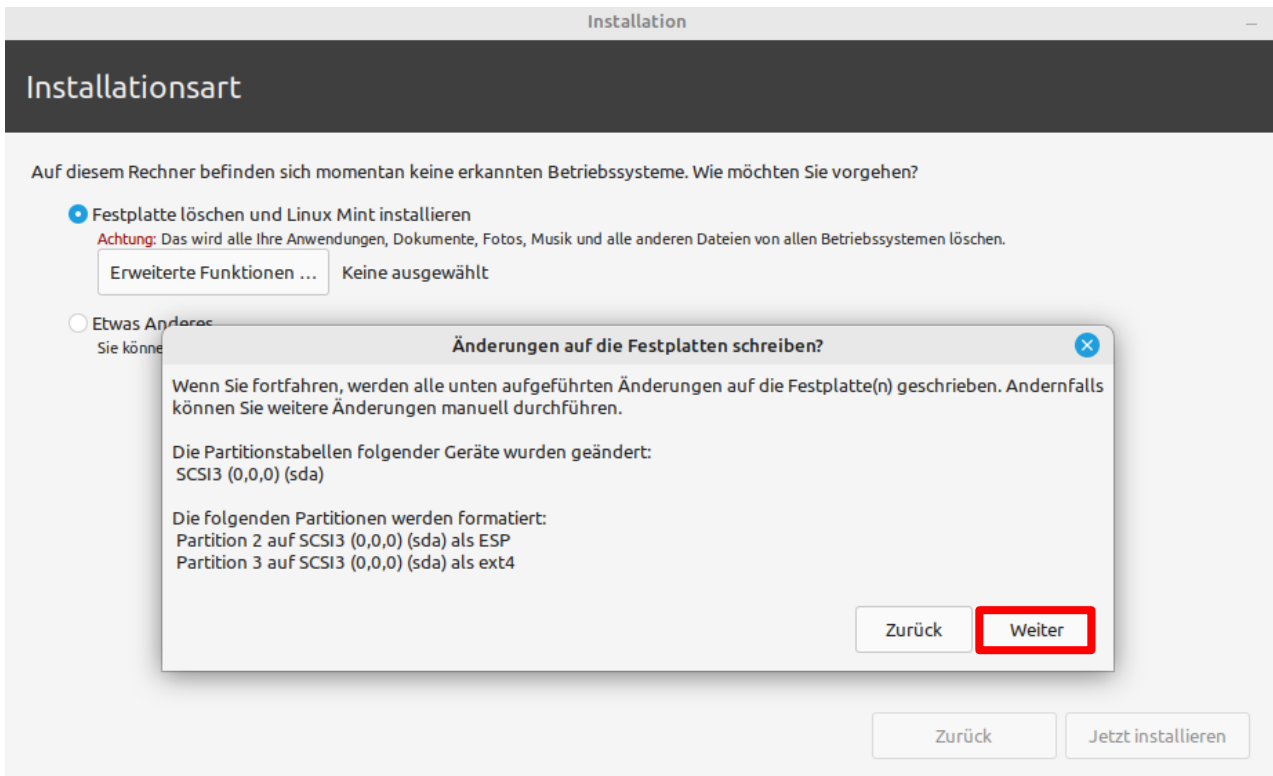 Installation
Installationsart
Auf diesem Rechner befinden sich momentan keine erkannten Betriebssysteme. Wie möchten Sie vorgehen?
Festplatte löschen und Linux Mint installieren
Achtung: Das wird alle Ihre Anwendungen, Dokumente, Fotos, Musik und alle anderen Dateien von allen Betriebssystemen löschen.
Erweiterte Funktionen ... Keine ausgewählt
Etwas Anderes
Sie könne
Änderungen auf die Festplatten schreiben?
Wenn Sie fortfahren, werden alle unten aufgeführten Änderungen auf die Festplatte(n) geschrieben. Andernfalls
können Sie weitere Änderungen manuell durchführen.
Die Partitionstabellen folgender Geräte wurden geändert:
SCSI3 (0,0,0) (sda)
Die folgenden Partitionen werden formatiert:
Partition 2 auf SCSI3 (0,0,0) (sda) als ESP
Partition 3 auf SCSI3 (0,0,0) (sda) als ext4
Zurück Weiter
Zurück Jetzt installieren